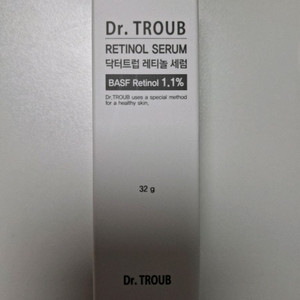 Dr. TROUB
RETINOL SERUM
닥터트럽 레티놀 세럼
BASF Retinol 1.1%
Dr.TROUB uses a special method
for a healthy skin.
32 g
Dr. TROUB